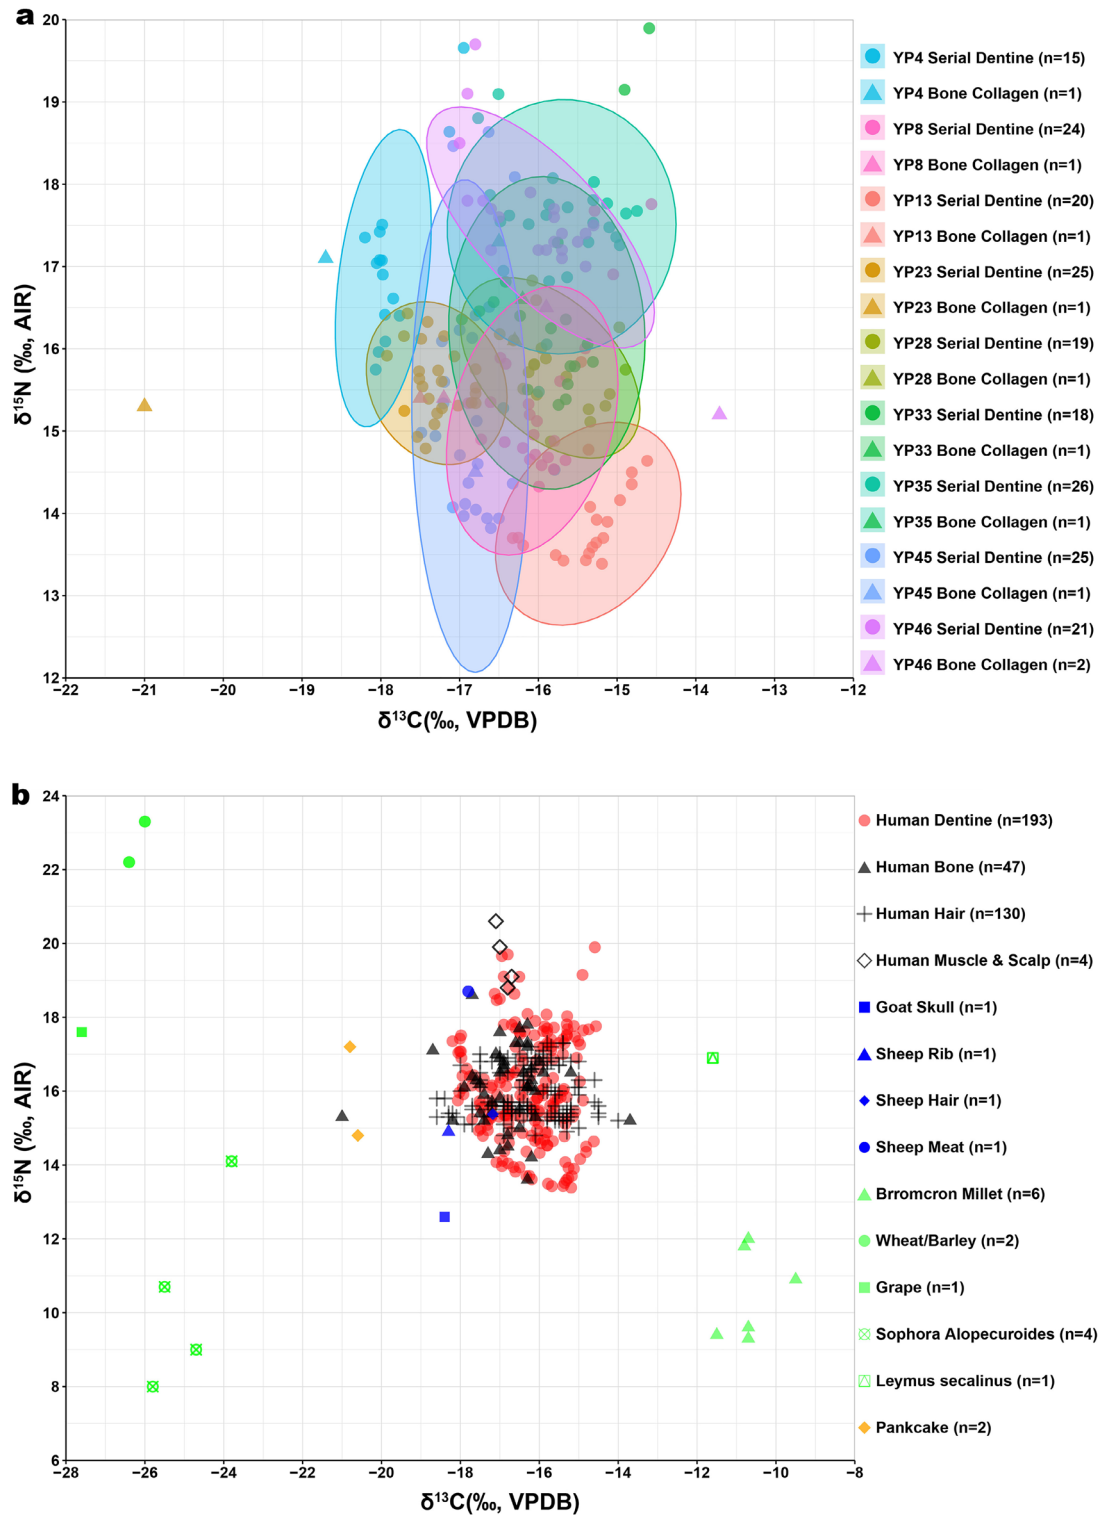 a
20
19
18
17
16
15
14
13
12
δ¹⁵N (‰, AIR)
−22 −21 −20 −19 −18 −17 −16 −15 −14 −13 −12
δ¹³C(‰, VPDB)
YP4 Serial Dentine (n=15)
YP4 Bone Collagen (n=1)
YP8 Serial Dentine (n=24)
YP8 Bone Collagen (n=1)
YP13 Serial Dentine (n=20)
YP13 Bone Collagen (n=1)
YP23 Serial Dentine (n=25)
YP23 Bone Collagen (n=1)
YP28 Serial Dentine (n=19)
YP28 Bone Collagen (n=1)
YP33 Serial Dentine (n=18)
YP33 Bone Collagen (n=1)
YP35 Serial Dentine (n=26)
YP35 Bone Collagen (n=1)
YP45 Serial Dentine (n=25)
YP45 Bone Collagen (n=1)
YP46 Serial Dentine (n=21)
YP46 Bone Collagen (n=2)
b
24
22
20
18
16
14
12
10
8
6
δ¹⁵N (‰, AIR)
−28 −26 −24 −22 −20 −18 −16 −14 −12 −10 −8
δ¹³C(‰, VPDB)
Human Dentine (n=193)
Human Bone (n=47)
Human Hair (n=130)
Human Muscle & Scalp (n=4)
Goat Skull (n=1)
Sheep Rib (n=1)
Sheep Hair (n=1)
Sheep Meat (n=1)
Brromcron Millet (n=6)
Wheat/Barley (n=2)
Grape (n=1)
Sophora Alopecuroides (n=4)
Leymus secalinus (n=1)
Pankcake (n=2)